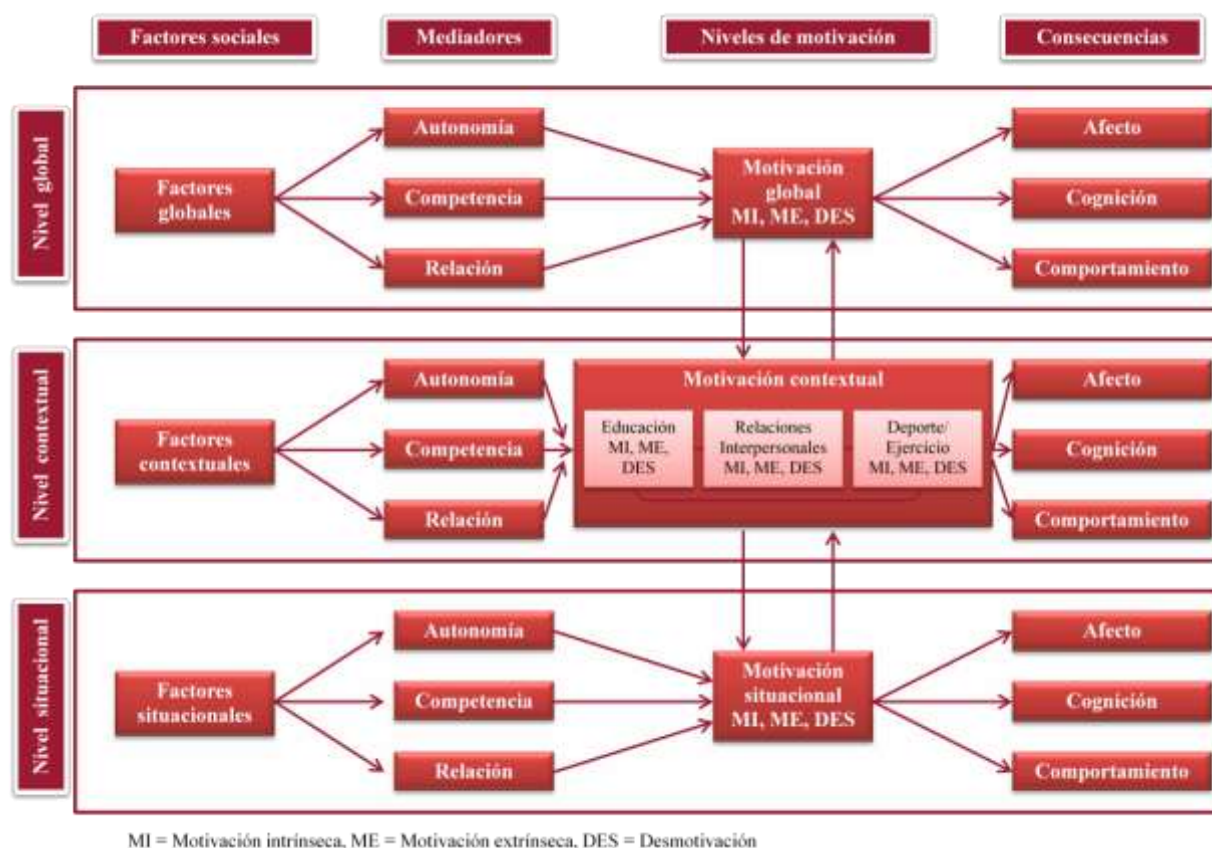 Factores sociales
Mediadores
Niveles de motivación
Consecuencias
Nivel global
Factores
globales
Autonomía
Competencia
Relación
Motivación
global
MI, ME, DES
Afecto
Cognición
Comportamiento
Nivel contextual
Factores
contextuales
Autonomía
Competencia
Relación
Motivación contextual
Educación
MI, ME,
DES
Relaciones
Interpersonales
MI, ME, DES
Deporte/
Ejercicio
MI, ME, DES
Afecto
Cognición
Comportamiento
Nivel situacional
Factores
situacionales
Autonomía
Competencia
Relación
Motivación
situacional
MI, ME, DES
Afecto
Cognición
Comportamiento
MI = Motivación intrínseca, ME = Motivación extrínseca, DES = Desmotivación